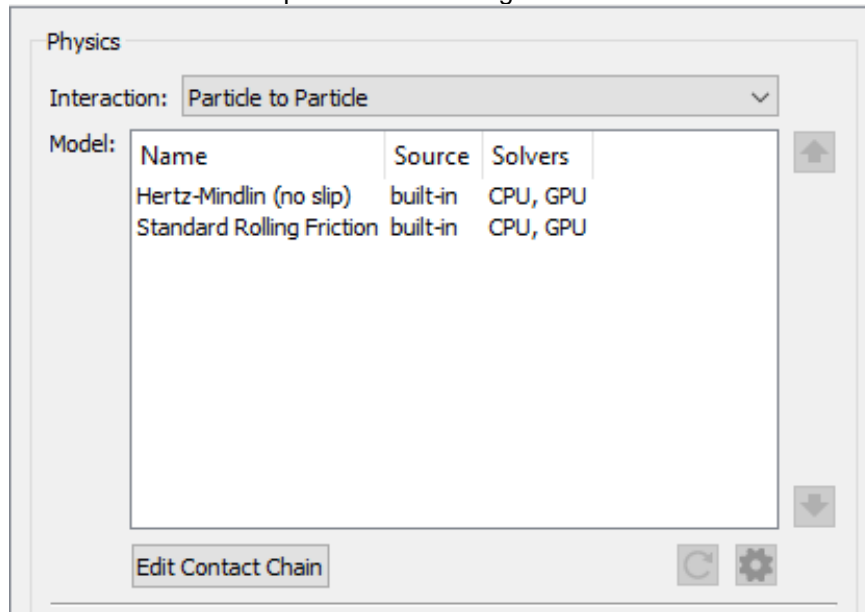 Physics
Interaction: Particle to Particle
Model:
Name Source Solvers
Hertz-Mindlin (no slip) built-in CPU, GPU
Standard Rolling Friction built-in CPU, GPU
Edit Contact Chain